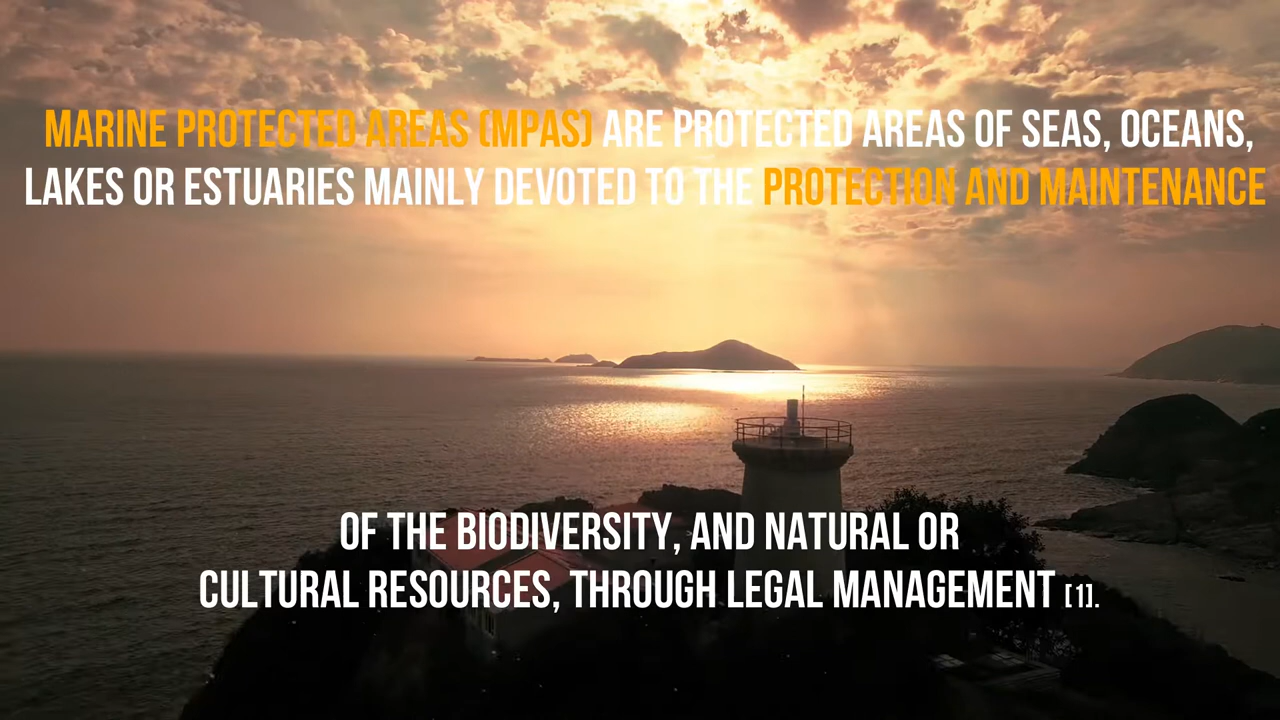 MARINE PROTECTED AREAS (MPAS) ARE PROTECTED AREAS OF SEAS, OCEANS,
LAKES OR ESTUARIES MAINLY DEVOTED TO THE PROTECTION AND MAINTENANCE
OF THE BIODIVERSITY, AND NATURAL OR
CULTURAL RESOURCES, THROUGH LEGAL MANAGEMENT [1].